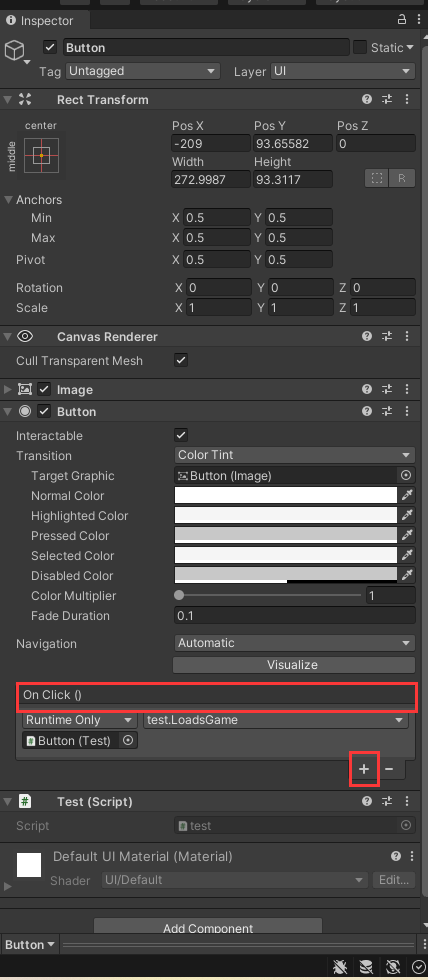 Inspector
Button Static
Tag Untagged Layer UI
Rect Transform
center
middle
Pos X Pos Y Pos Z
-209 93.65582 0
Width Height
272.9987 93.3117 R
Anchors
Min X 0.5 Y 0.5
Max X 0.5 Y 0.5
Pivot X 0.5 Y 0.5
Rotation X 0 Y 0 Z 0
Scale X 1 Y 1 Z 1
Canvas Renderer
Cull Transparent Mesh
Image
Button
Interactable
Transition Color Tint
Target Graphic Button (Image)
Normal Color
Highlighted Color
Pressed Color
Selected Color
Disabled Color
Color Multiplier 1
Fade Duration 0.1
Navigation Automatic
Visualize
On Click ()
Runtime Only test.LoadsGame
# Button (Test)
+ −
# Test (Script)
Script # test
Default UI Material (Material)
Shader UI/Default Edit...
Add Component
Button